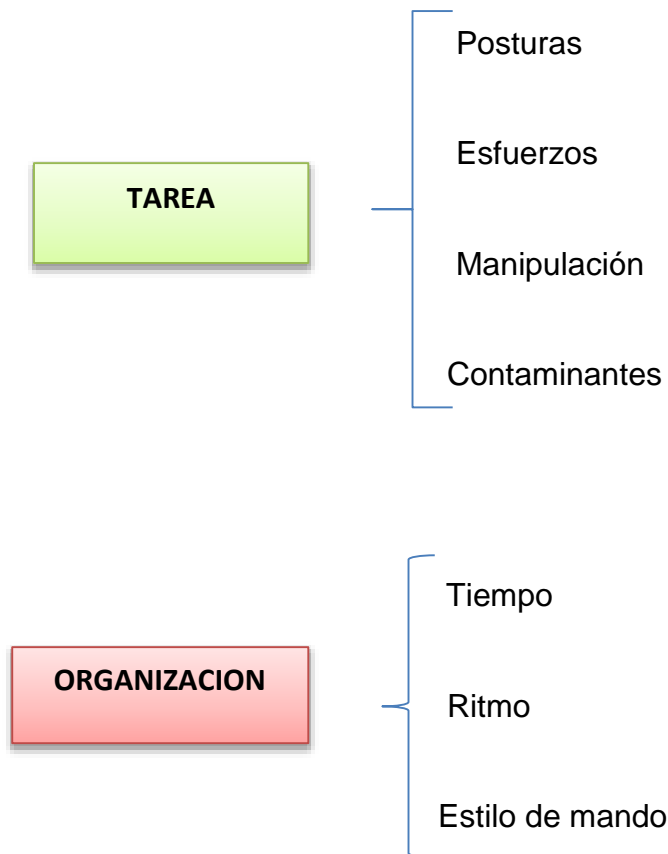 TAREA
Posturas
Esfuerzos
Manipulación
Contaminantes
ORGANIZACION
Tiempo
Ritmo
Estilo de mando